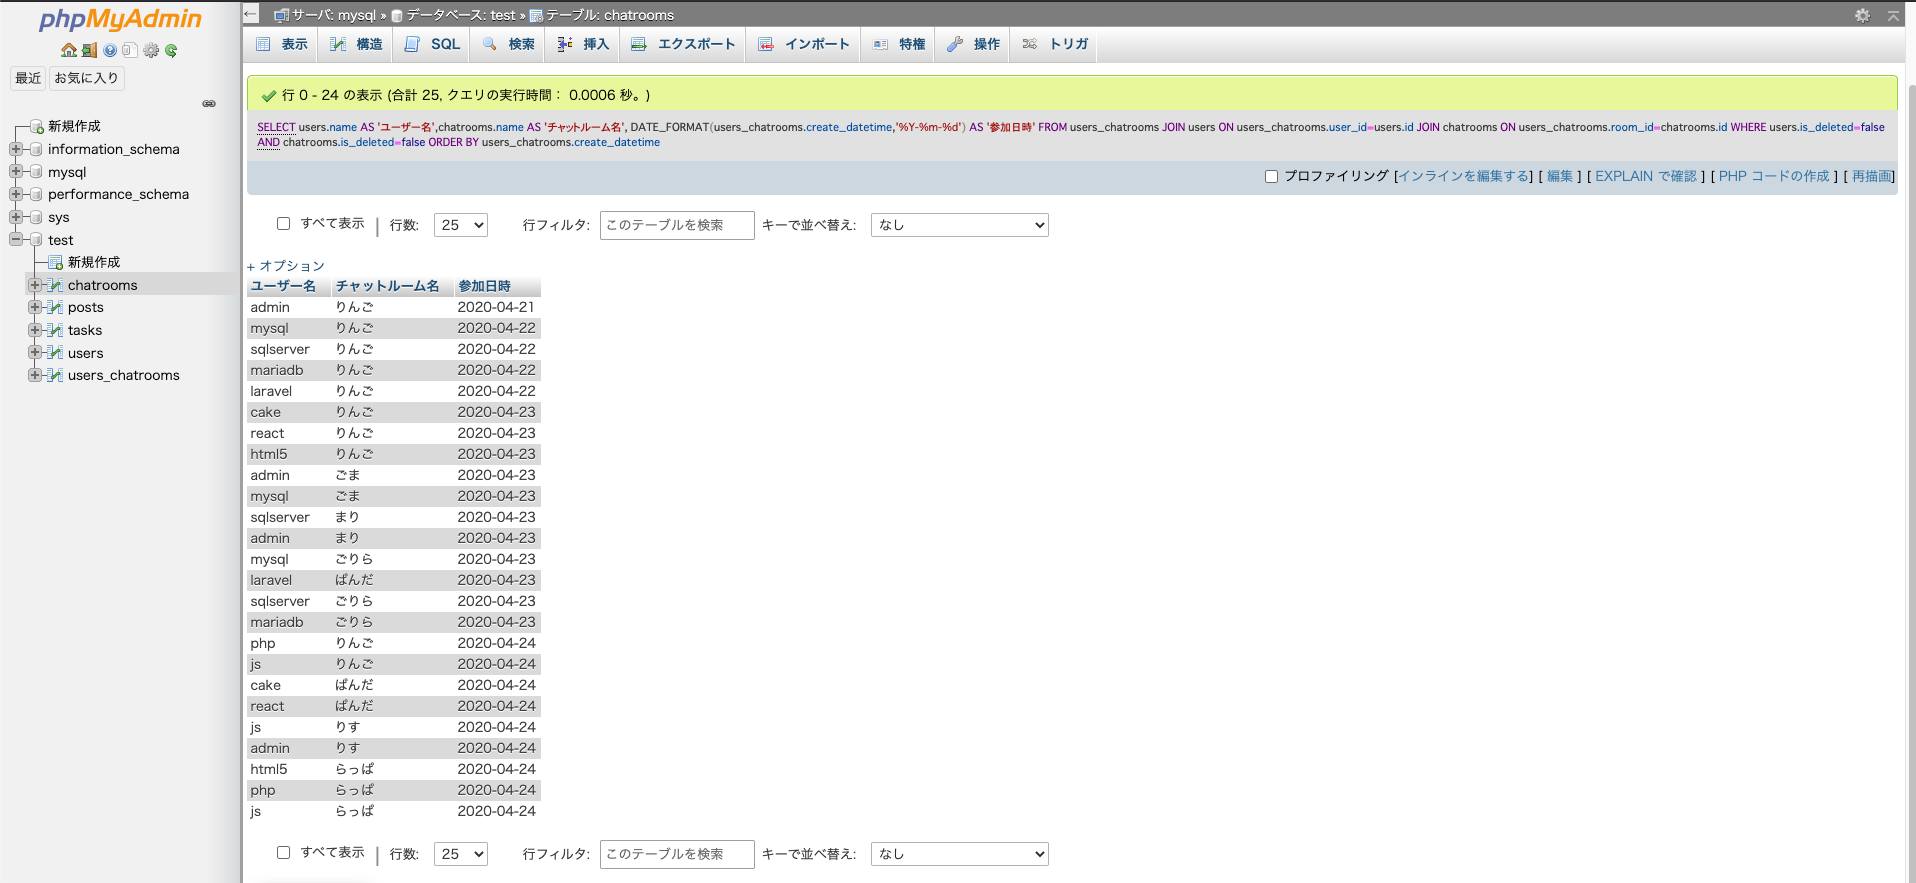 phpMyAdmin
最近 お気に入り
新規作成
information_schema
mysql
performance_schema
sys
test
新規作成
chatrooms
posts
tasks
users
users_chatrooms
サーバ: mysql » データベース: test » テーブル: chatrooms
表示 構造 SQL 検索 挿入 エクスポート インポート 特権 操作 トリガ
行 0 - 24 の表示 (合計 25, クエリの実行時間： 0.0006 秒。)
SELECT users.name AS 'ユーザー名',chatrooms.name AS 'チャットルーム名', DATE_FORMAT(users_chatrooms.create_datetime,'%Y-%m-%d') AS '参加日時' FROM users_chatrooms JOIN users ON users_chatrooms.user_id=users.id JOIN chatrooms ON users_chatrooms.room_id=chatrooms.id WHERE users.is_deleted=false
AND chatrooms.is_deleted=false ORDER BY users_chatrooms.create_datetime
プロファイリング [インラインを編集する] [ 編集 ] [ EXPLAIN で確認 ] [ PHP コードの作成 ] [ 再描画]
すべて表示 | 行数: 25 行フィルタ: このテーブルを検索 キーで並べ替え: なし
+ オプション
ユーザー名 チャットルーム名 参加日時
admin りんご 2020-04-21
mysql りんご 2020-04-22
sqlserver りんご 2020-04-22
mariadb りんご 2020-04-22
laravel りんご 2020-04-22
cake りんご 2020-04-23
react りんご 2020-04-23
html5 りんご 2020-04-23
admin ごま 2020-04-23
mysql ごま 2020-04-23
sqlserver まり 2020-04-23
admin まり 2020-04-23
mysql ごりら 2020-04-23
laravel ぱんだ 2020-04-23
sqlserver ごりら 2020-04-23
mariadb ごりら 2020-04-23
php りんご 2020-04-24
js りんご 2020-04-24
cake ぱんだ 2020-04-24
react ぱんだ 2020-04-24
js りす 2020-04-24
admin りす 2020-04-24
html5 らっぱ 2020-04-24
php らっぱ 2020-04-24
js らっぱ 2020-04-24
すべて表示 | 行数: 25 行フィルタ: このテーブルを検索 キーで並べ替え: なし